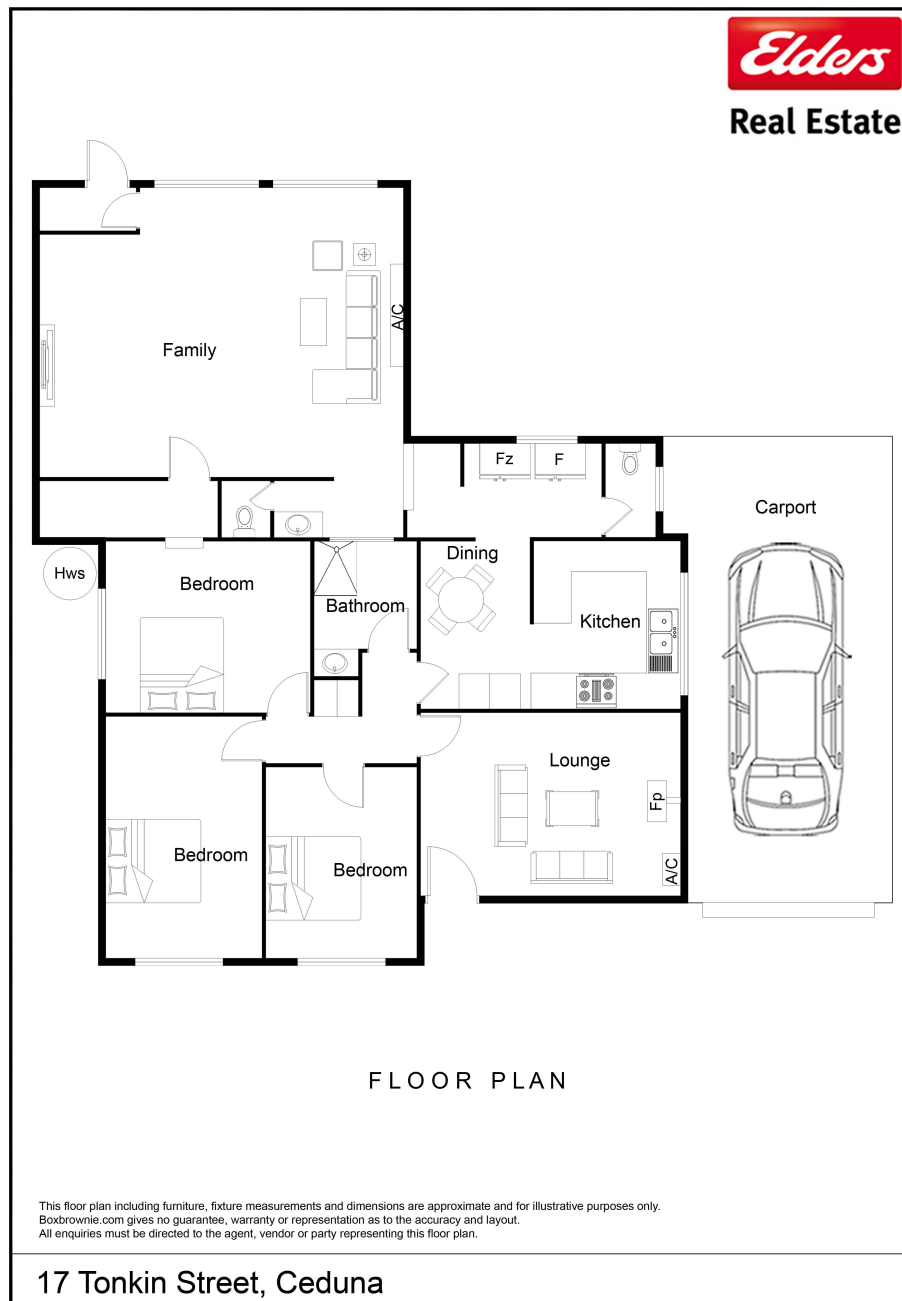 Elders
Real Estate
A/C
Family
Fz
F
Carport
Dining
Hws
Bedroom
Bathroom
Kitchen
Lounge
Fp
Bedroom
Bedroom
A/C
FLOOR PLAN
This floor plan including furniture, fixture measurements and dimensions are approximate and for illustrative purposes only.
Boxbrownie.com gives no guarantee, warranty or representation as to the accuracy and layout.
All enquiries must be directed to the agent, vendor or party representing this floor plan.
17 Tonkin Street, Ceduna